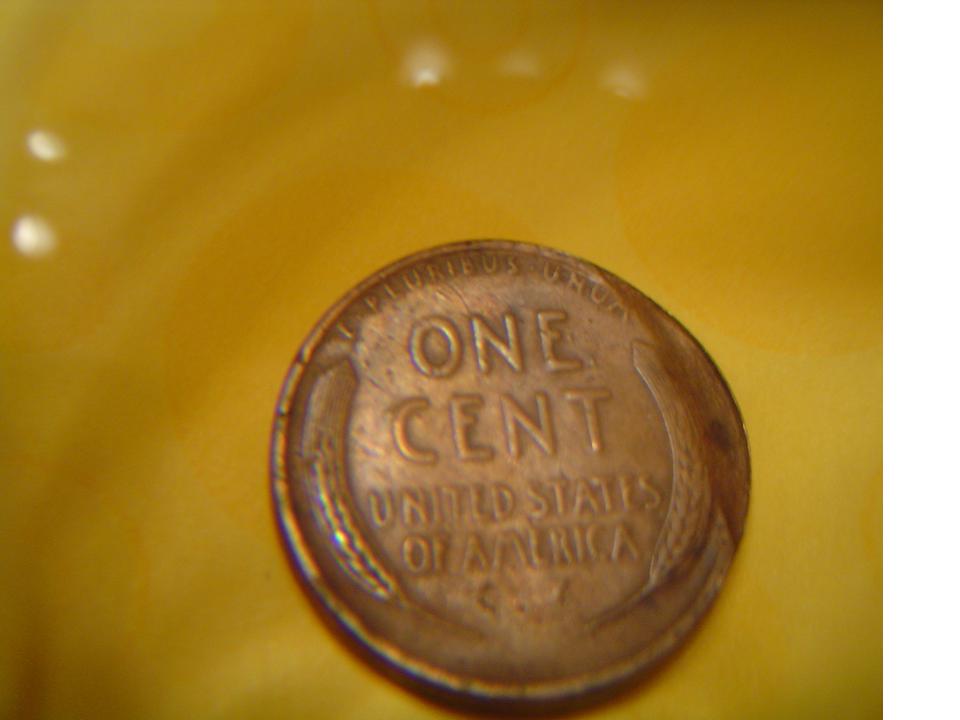 E PLURIBUS · UNUM
ONE
CENT
UNITED STATES
OF AMERICA